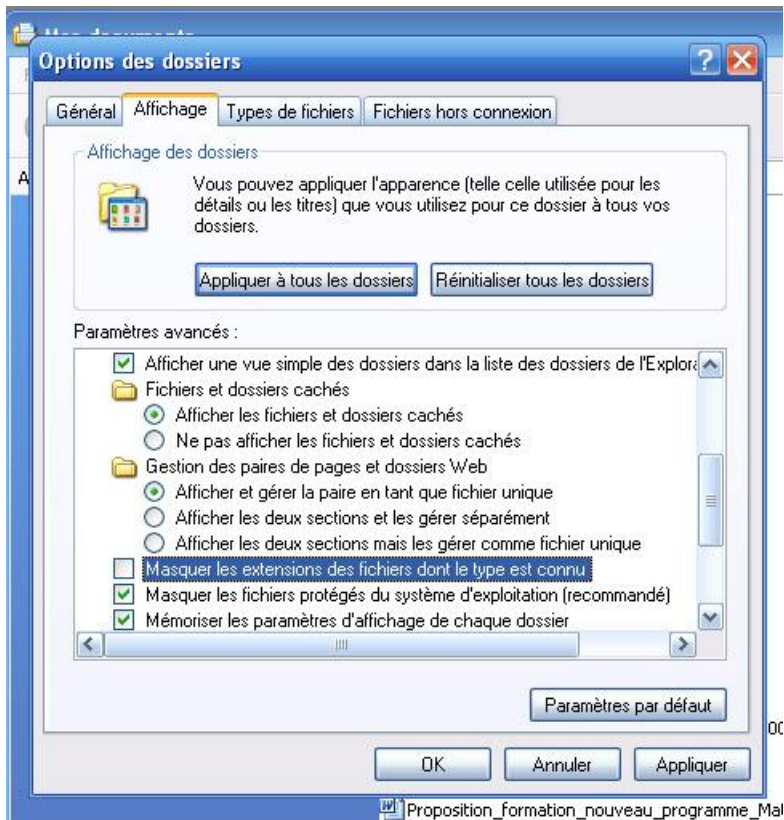 Mes documents
Options des dossiers
Général Affichage Types de fichiers Fichiers hors connexion
Affichage des dossiers
Vous pouvez appliquer l'apparence (telle celle utilisée pour les
détails ou les titres) que vous utilisez pour ce dossier à tous vos
dossiers.
Appliquer à tous les dossiers Réinitialiser tous les dossiers
Paramètres avancés :
Afficher une vue simple des dossiers dans la liste des dossiers de l'Explora
Fichiers et dossiers cachés
Afficher les fichiers et dossiers cachés
Ne pas afficher les fichiers et dossiers cachés
Gestion des paires de pages et dossiers Web
Afficher et gérer la paire en tant que fichier unique
Afficher les deux sections et les gérer séparément
Afficher les deux sections mais les gérer comme fichier unique
Masquer les extensions des fichiers dont le type est connu
Masquer les fichiers protégés du système d'exploitation (recommandé)
Mémoriser les paramètres d'affichage de chaque dossier
Paramètres par défaut
OK Annuler Appliquer
Proposition_formation_nouveau_programme_Mat